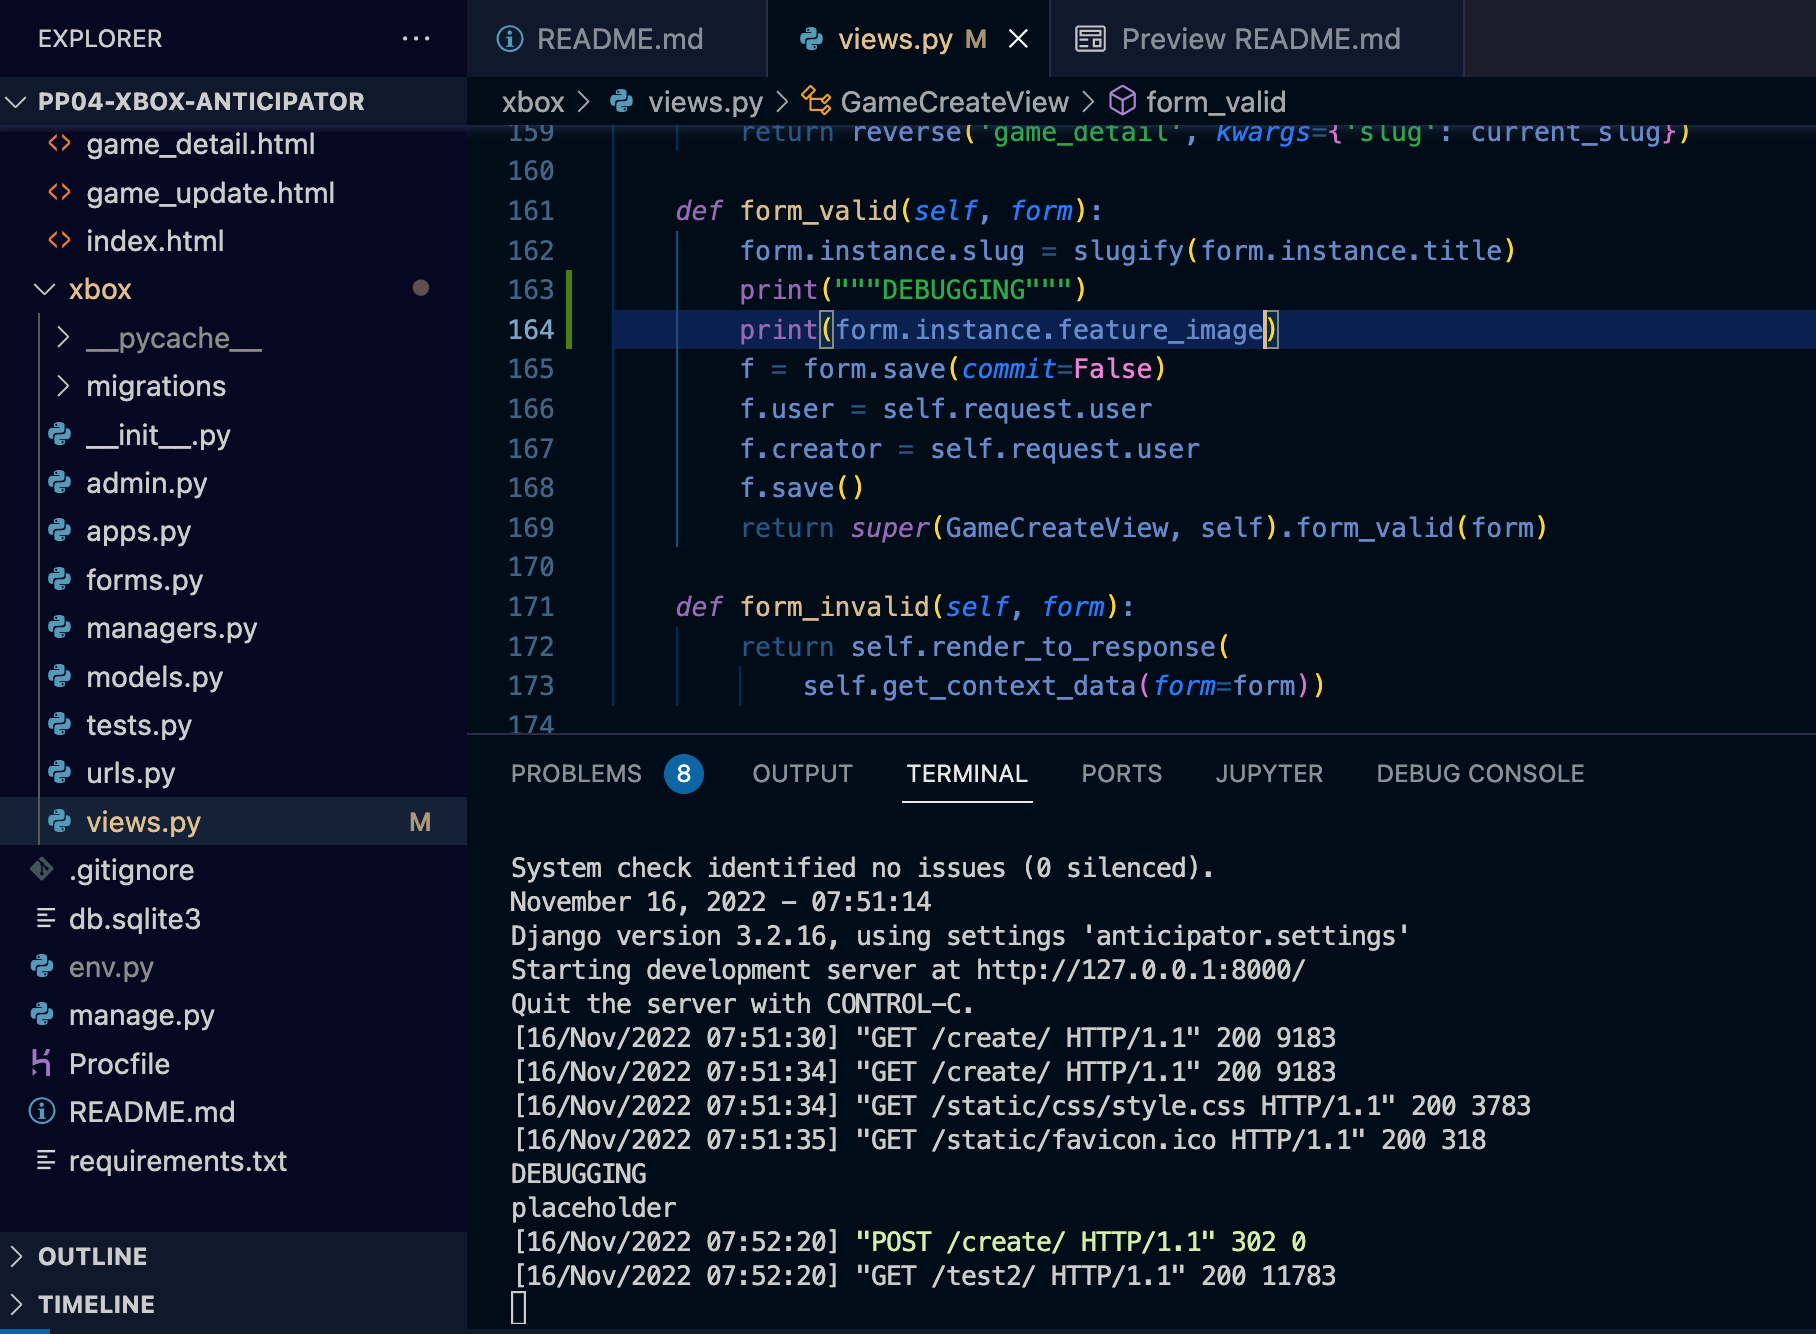 EXPLORER
PP04-XBOX-ANTICIPATOR
game_detail.html
game_update.html
index.html
xbox
__pycache__
migrations
__init__.py
admin.py
apps.py
forms.py
managers.py
models.py
tests.py
urls.py
views.py M
.gitignore
db.sqlite3
env.py
manage.py
Procfile
README.md
requirements.txt
OUTLINE
TIMELINE
README.md
views.py M
Preview README.md
xbox > views.py > GameCreateView > form_valid
159 return reverse('game_detail', kwargs={'slug': current_slug})
160
161 def form_valid(self, form):
162 form.instance.slug = slugify(form.instance.title)
163 print("""DEBUGGING""")
164 print(form.instance.feature_image)
165 f = form.save(commit=False)
166 f.user = self.request.user
167 f.creator = self.request.user
168 f.save()
169 return super(GameCreateView, self).form_valid(form)
170
171 def form_invalid(self, form):
172 return self.render_to_response(
173 self.get_context_data(form=form))
174
PROBLEMS 8 OUTPUT TERMINAL PORTS JUPYTER DEBUG CONSOLE
System check identified no issues (0 silenced).
November 16, 2022 - 07:51:14
Django version 3.2.16, using settings 'anticipator.settings'
Starting development server at http://127.0.0.1:8000/
Quit the server with CONTROL-C.
[16/Nov/2022 07:51:30] "GET /create/ HTTP/1.1" 200 9183
[16/Nov/2022 07:51:34] "GET /create/ HTTP/1.1" 200 9183
[16/Nov/2022 07:51:34] "GET /static/css/style.css HTTP/1.1" 200 3783
[16/Nov/2022 07:51:35] "GET /static/favicon.ico HTTP/1.1" 200 318
DEBUGGING
placeholder
[16/Nov/2022 07:52:20] "POST /create/ HTTP/1.1" 302 0
[16/Nov/2022 07:52:20] "GET /test2/ HTTP/1.1" 200 11783